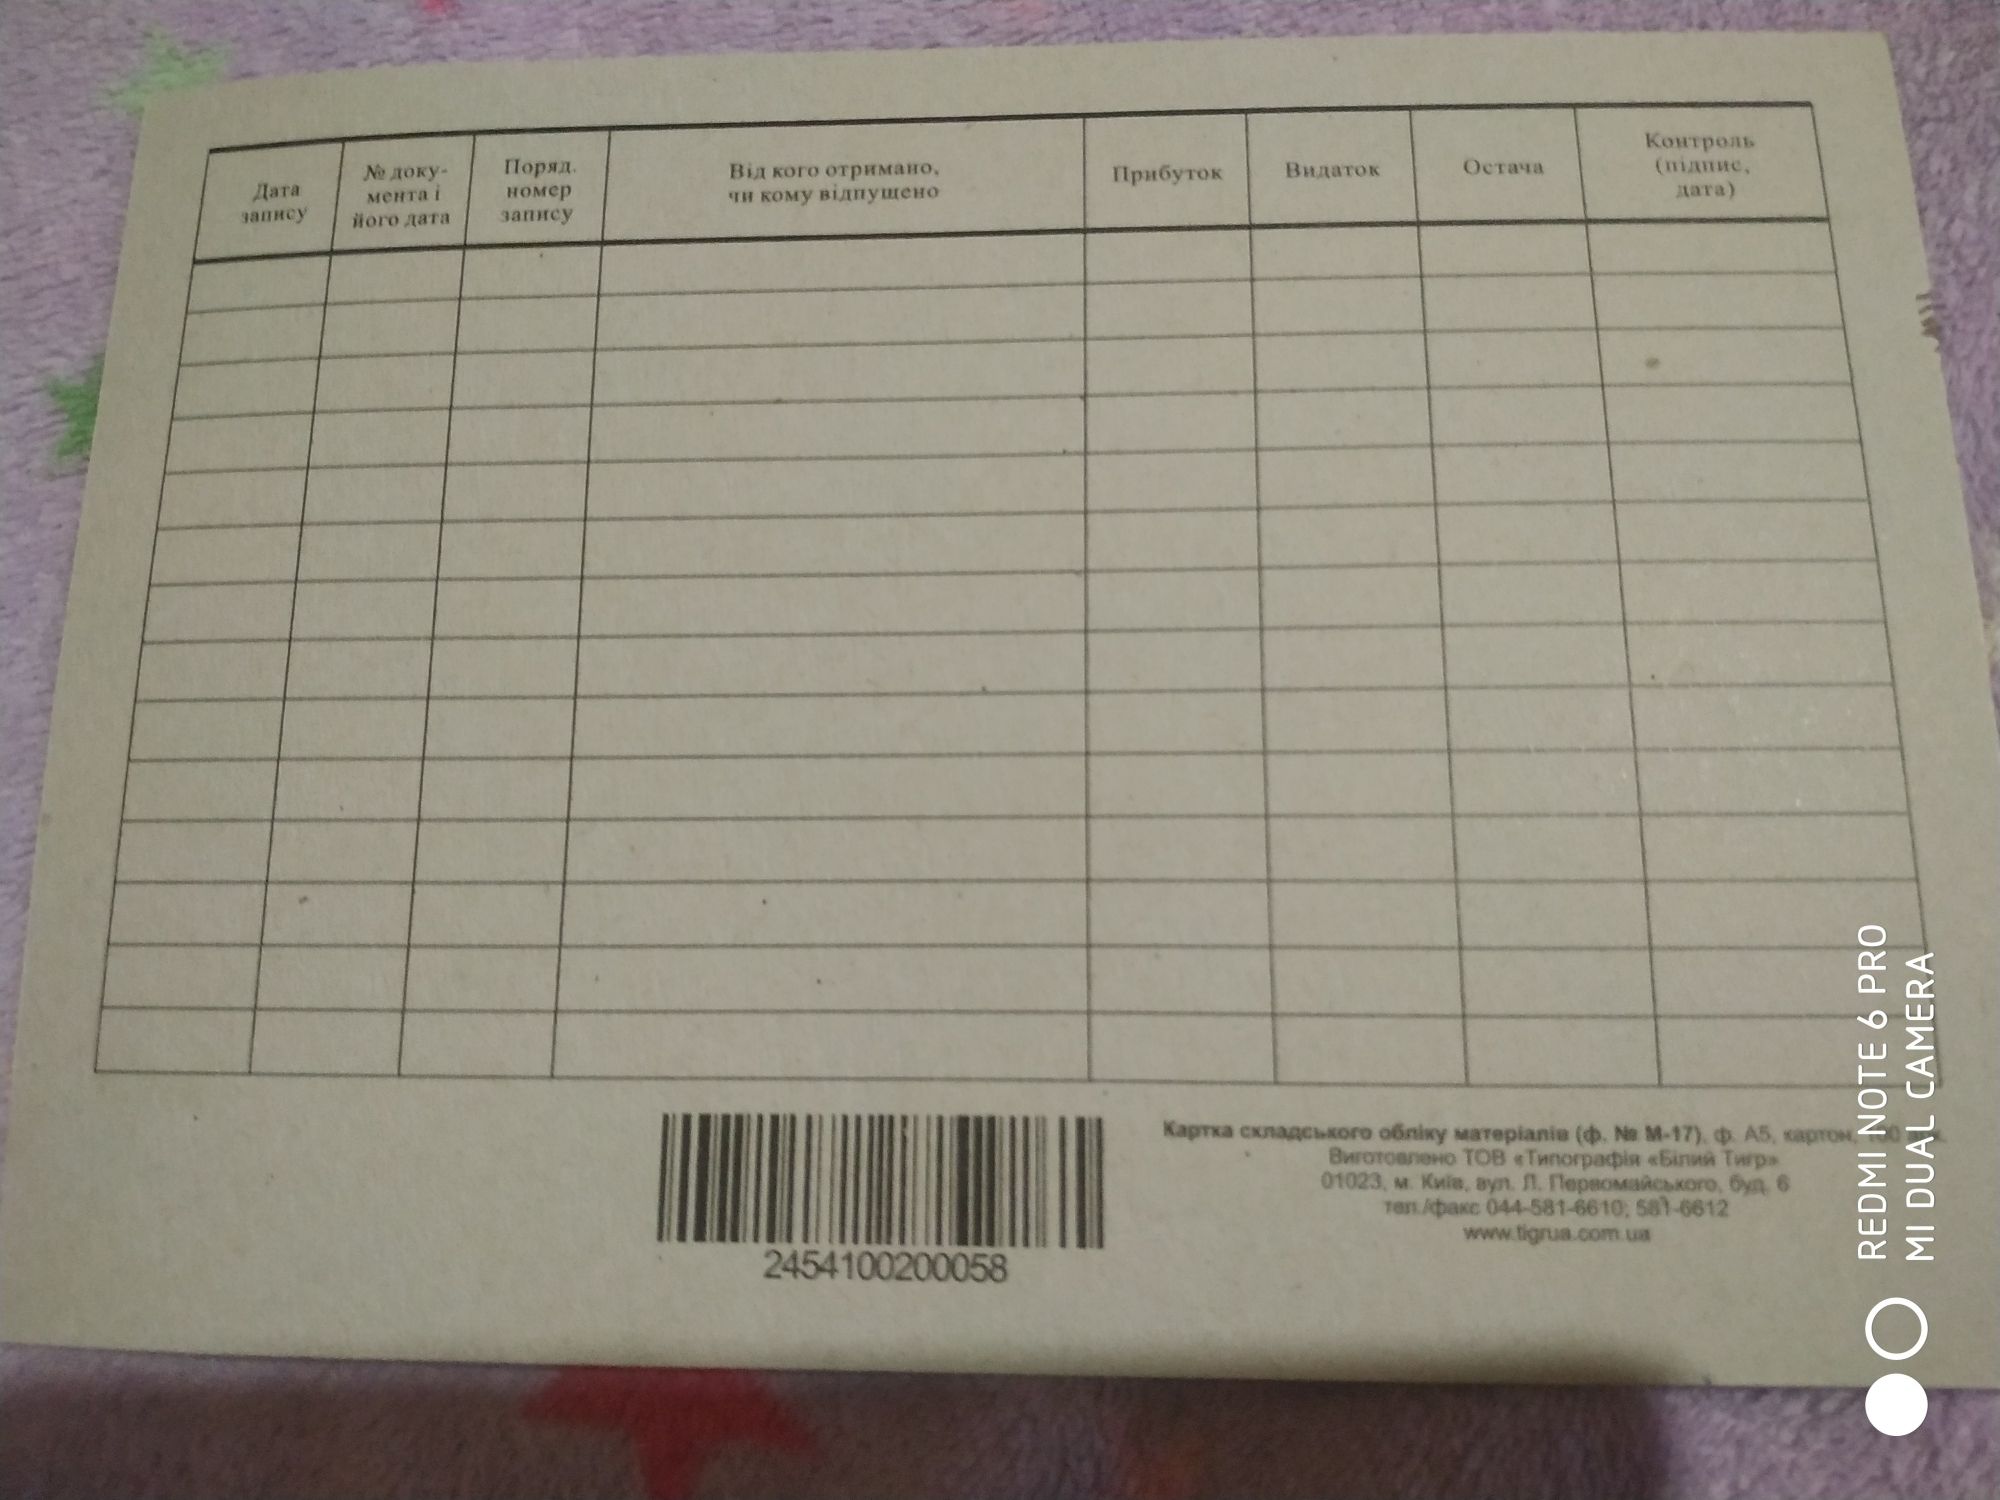 Дата
запису
№ доку-
мента і
його дата
Поряд.
номер
запису
Від кого отримано,
чи кому відпущено
Прибуток
Видаток
Остача
Контроль
(підпис,
дата)
2454100200058
Картка складського обліку матеріалів (ф. № М-17), ф. А5, картон,
Виготовлено ТОВ «Типографія «Білий Тигр»
01023, м. Київ, вул. Л. Первомайського, буд. 6
тел./факс 044-581-6610; 581-6612
www.tigrua.com.ua
REDMI NOTE 6 PRO
MI DUAL CAMERA